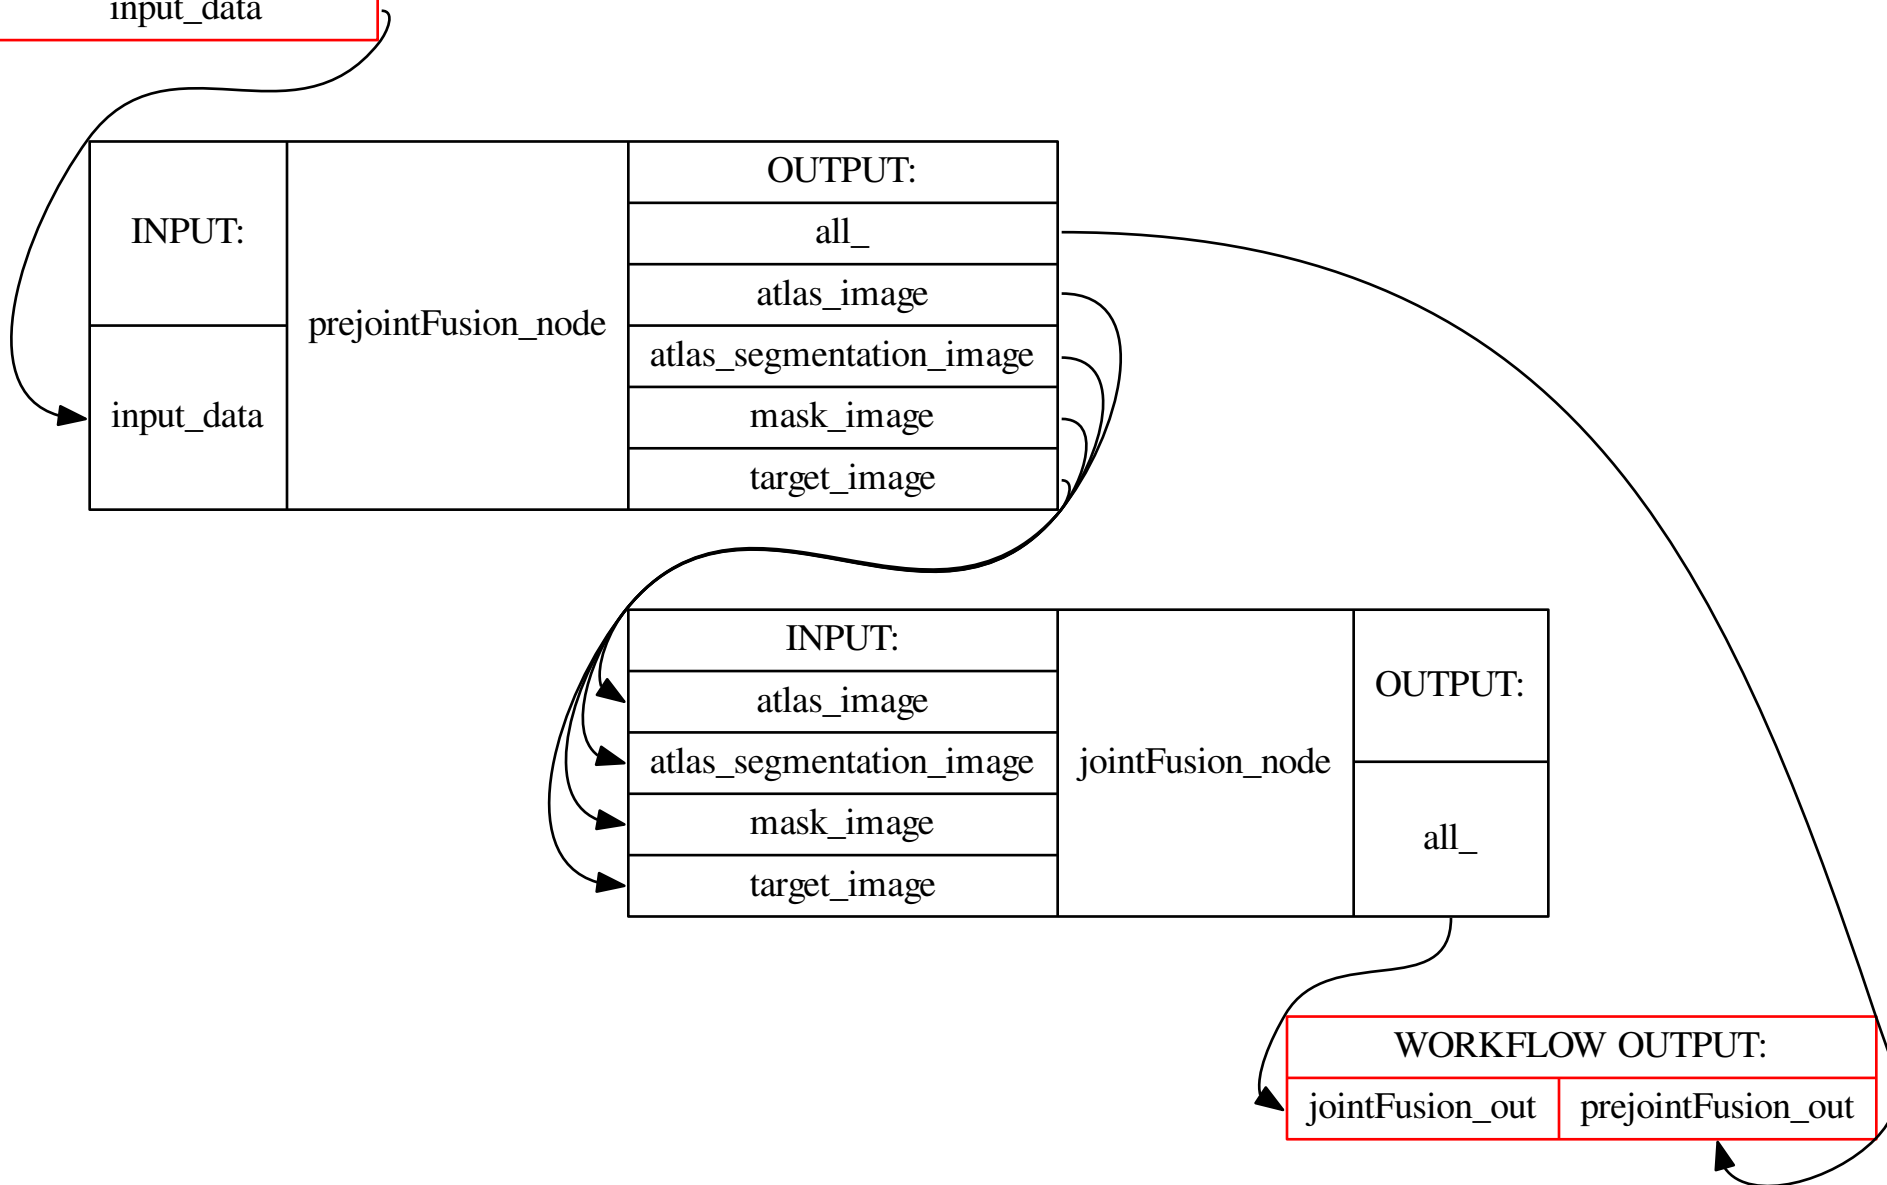 input_data
INPUT:
input_data
prejointFusion_node
OUTPUT:
all_
atlas_image
atlas_segmentation_image
mask_image
target_image
INPUT:
atlas_image
atlas_segmentation_image
mask_image
target_image
jointFusion_node
OUTPUT:
all_
WORKFLOW OUTPUT:
jointFusion_out
prejointFusion_out